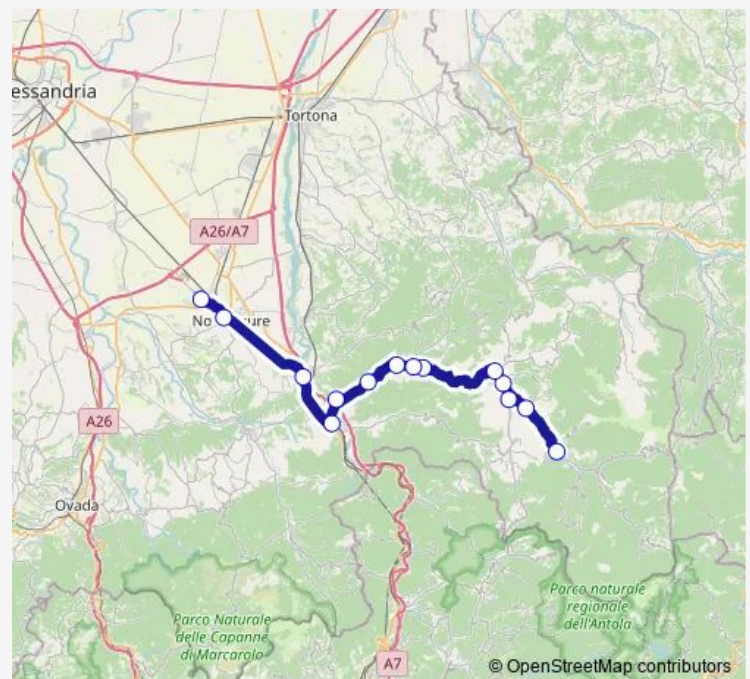 essandria
Tortona
A26/A7
No ure
A26
Ovada
Parco Naturale
delle Capanne
di Marcarolo
Parco naturale
regionale
dell'Antola
A7
© OpenStreetMap contributors